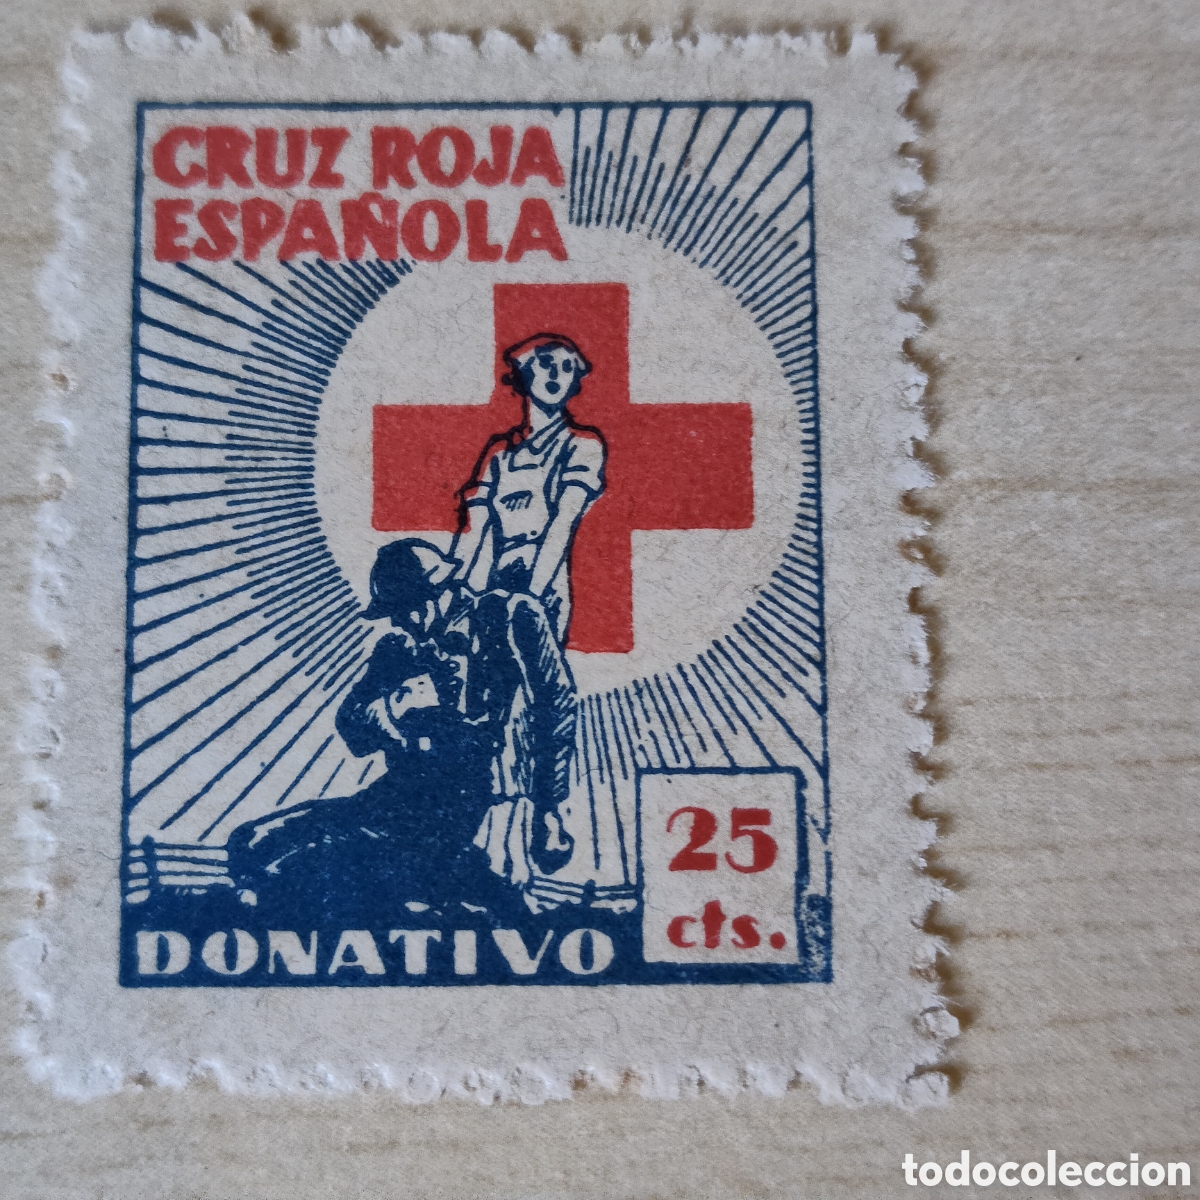 CRUZ ROJA
ESPAÑOLA
25
cts.
DONATIVO
todocoleccion